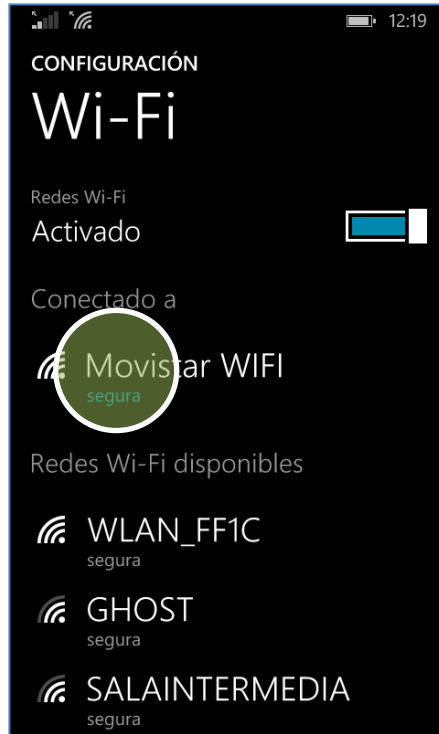 12:19
CONFIGURACIÓN
Wi-Fi
Redes Wi-Fi
Activado
Conectado a
Movistar WIFI
segura
Redes Wi-Fi disponibles
WLAN_FF1C
segura
GHOST
segura
SALAINTERMEDIA
segura